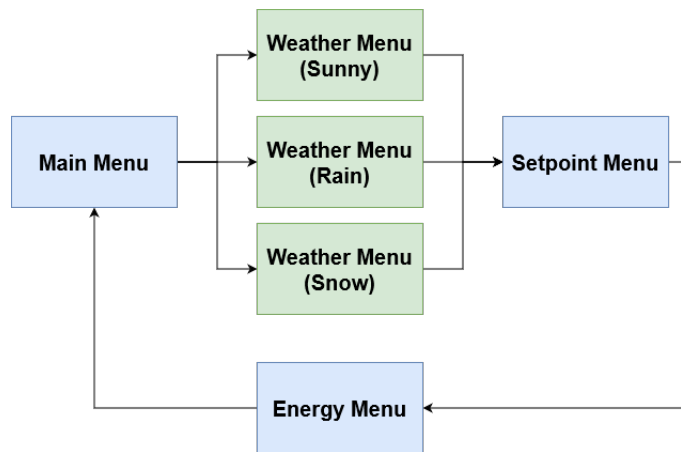 Weather Menu
(Sunny)
Main Menu
Weather Menu
(Rain)
Setpoint Menu
Weather Menu
(Snow)
Energy Menu